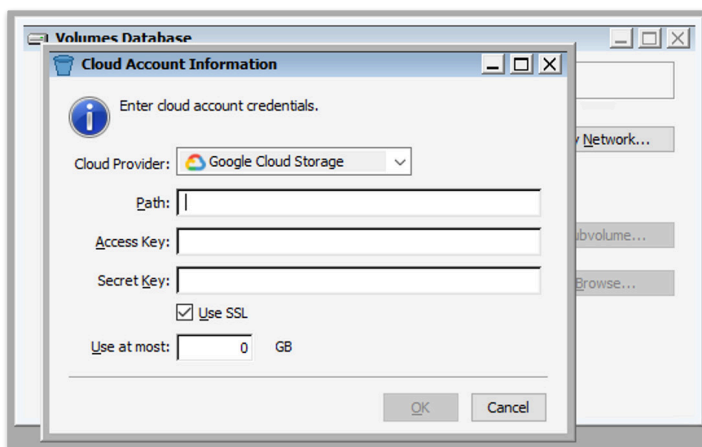 Volumes Database
Cloud Account Information
Enter cloud account credentials.
Cloud Provider: Google Cloud Storage
Network...
Path:
Access Key:
ubvolume...
Secret Key:
Browse...
Use SSL
Use at most: 0 GB
OK Cancel